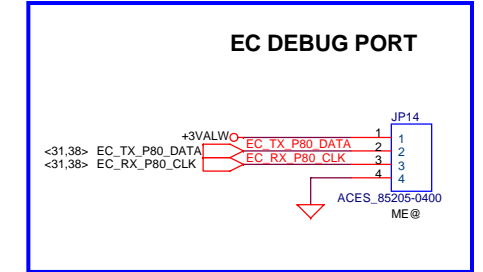 EC DEBUG PORT
JP14
+3VALW 1 1
<31,38> EC_TX_P80_DATA EC_TX_P80_DATA 2 2
<31,38> EC_RX_P80_CLK EC_RX_P80_CLK 3 3
4 4
ACES_85205-0400
ME@